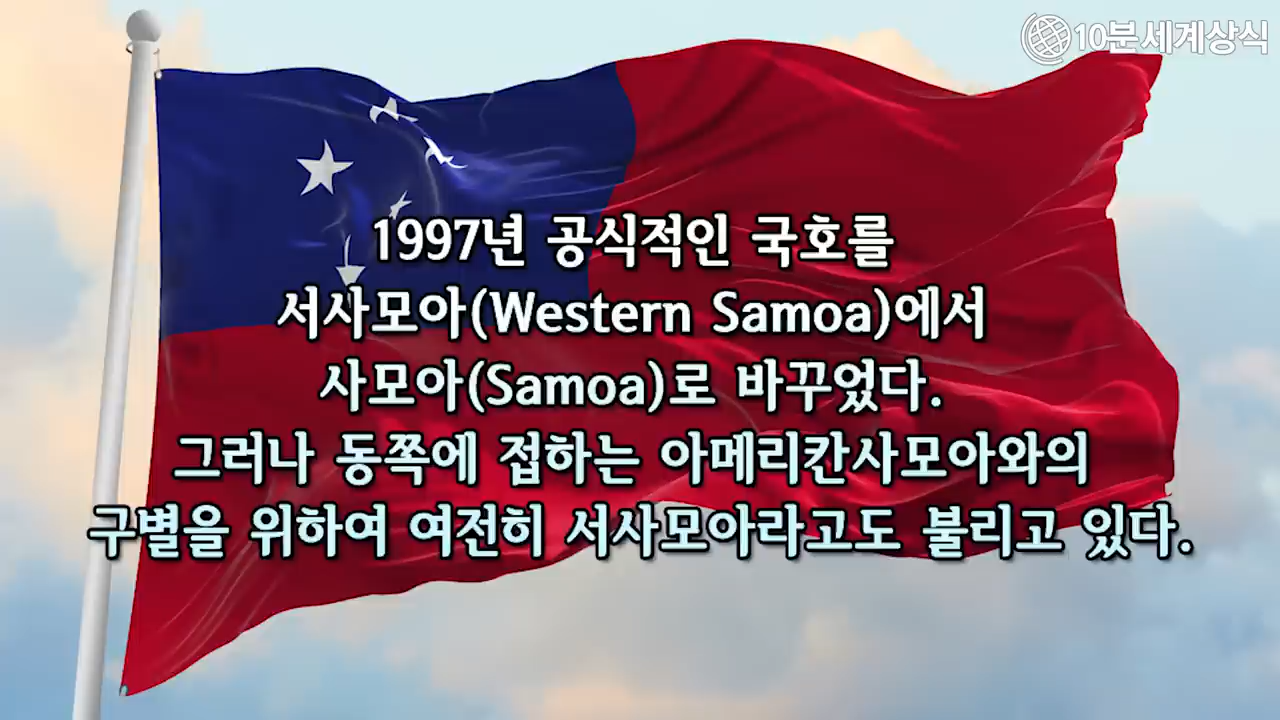 10분세계상식
1997년 공식적인 국호를
서사모아(Western Samoa)에서
사모아(Samoa)로 바꾸었다.
그러나 동쪽에 접하는 아메리칸사모아와의
구별을 위하여 여전히 서사모아라고도 불리고 있다.